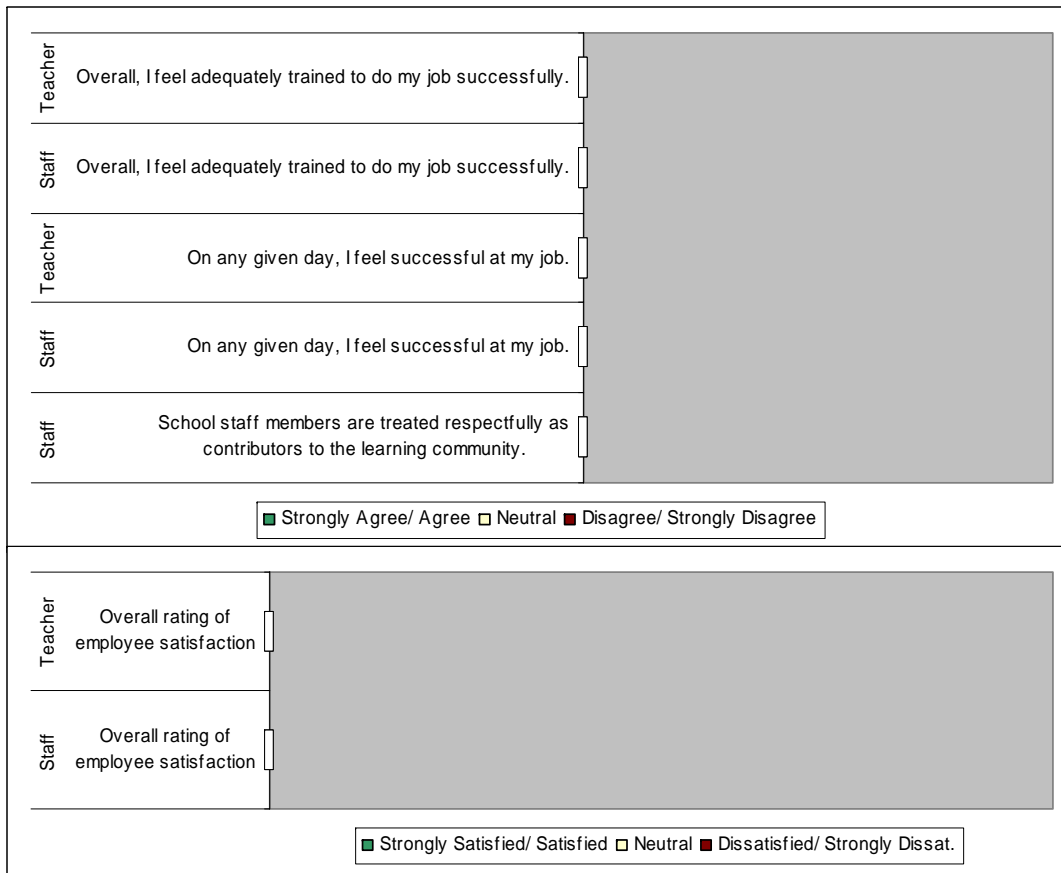 Teacher
Overall, I feel adequately trained to do my job successfully.
Staff
Overall, I feel adequately trained to do my job successfully.
Teacher
On any given day, I feel successful at my job.
Staff
On any given day, I feel successful at my job.
Staff
School staff members are treated respectfully as
contributors to the learning community.
Strongly Agree/ Agree Neutral Disagree/ Strongly Disagree
Teacher
Overall rating of
employee satisfaction
Staff
Overall rating of
employee satisfaction
Strongly Satisfied/ Satisfied Neutral Dissatisfied/ Strongly Dissat.